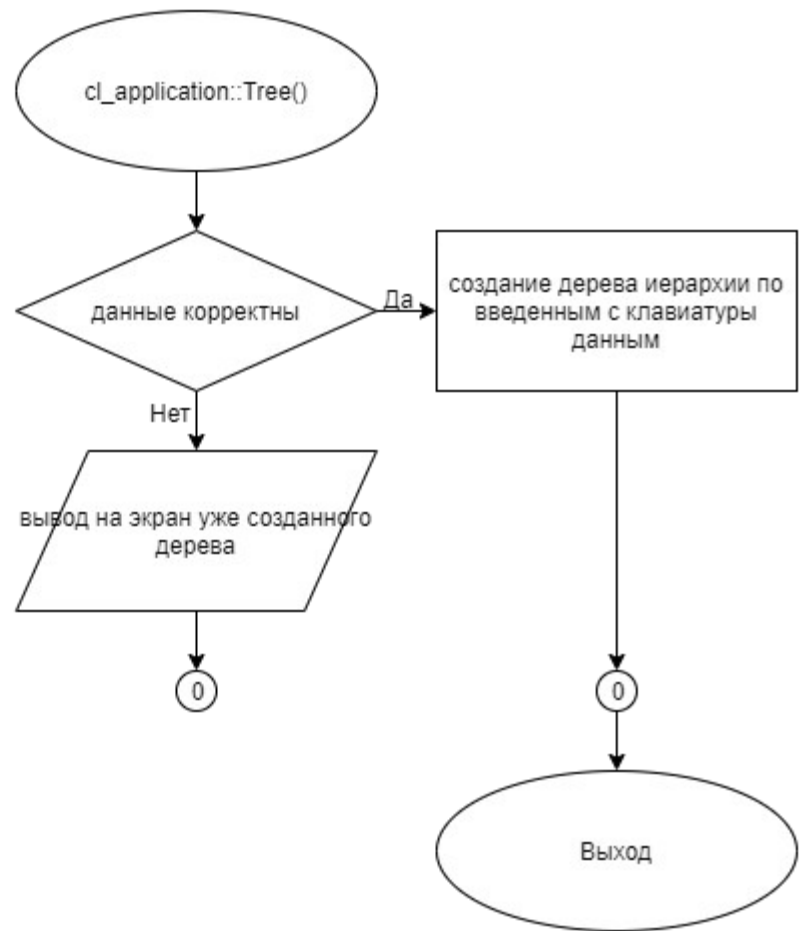 cl_application::Tree()
данные корректны
Да
создание дерева иерархии по
введенным с клавиатуры
данным
Нет
вывод на экран уже созданного
дерева
0
0
Выход